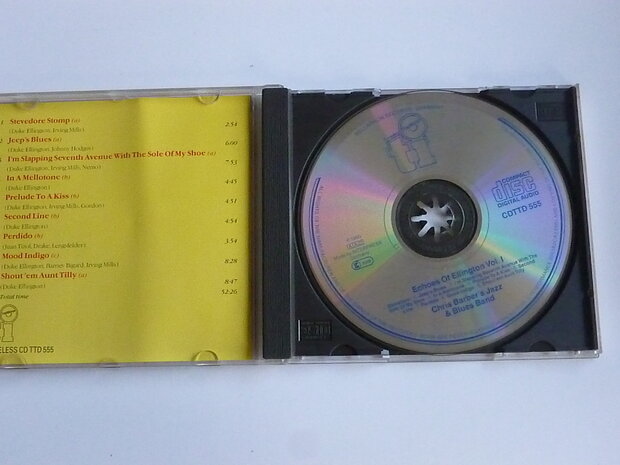 Stevedore Stomp (a) 2:54
(Duke Ellington, Irving Mills)
Jeep's Blues (a) 6:00
(Duke Ellington, Johnny Hodges)
I'm Slapping Seventh Avenue With The Sole Of My Shoe (a) 7:53
(Duke Ellington, Irving Mills, Nemo)
In A Mellotone (b) 4:45
(Duke Ellington)
Prelude To A Kiss (b) 4:51
(Duke Ellington, Irving Mills, Gordon)
Second Line (b) 4:54
(Duke Ellington)
Perdido (b) 3:54
(Juan Tizol, Drake, Lengsfelder)
Mood Indigo (c) 8:28
(Duke Ellington, Barney Bigard, Irving Mills)
Shout 'em Aunt Tilly (a) 8:47
(Duke Ellington)
Total time 52:26
ELESS CD TTD 555
COMPACT
disc
DIGITAL AUDIO
CDTTD 555
Echoes Of Ellington Vol. I
Chris Barber's Jazz
& Blues Band